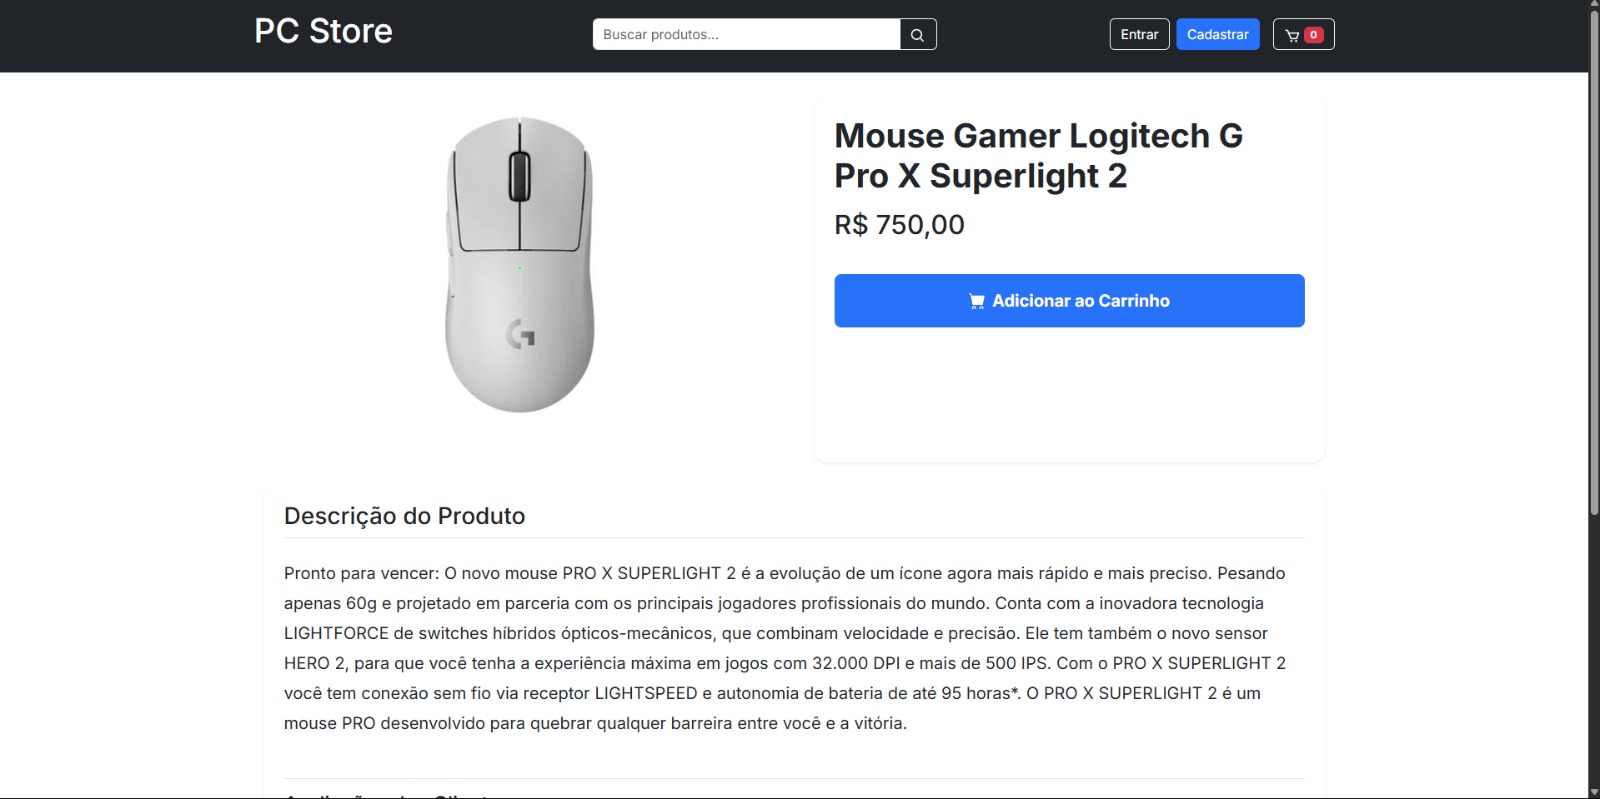 PC Store
Buscar produtos...
Entrar
Cadastrar
0
Mouse Gamer Logitech G
Pro X Superlight 2
R$ 750,00
Adicionar ao Carrinho
Descrição do Produto
Pronto para vencer: O novo mouse PRO X SUPERLIGHT 2 é a evolução de um ícone agora mais rápido e mais preciso. Pesando
apenas 60g e projetado em parceria com os principais jogadores profissionais do mundo. Conta com a inovadora tecnologia
LIGHTFORCE de switches híbridos ópticos-mecânicos, que combinam velocidade e precisão. Ele tem também o novo sensor
HERO 2, para que você tenha a experiência máxima em jogos com 32.000 DPI e mais de 500 IPS. Com o PRO X SUPERLIGHT 2
você tem conexão sem fio via receptor LIGHTSPEED e autonomia de bateria de até 95 horas*. O PRO X SUPERLIGHT 2 é um
mouse PRO desenvolvido para quebrar qualquer barreira entre você e a vitória.